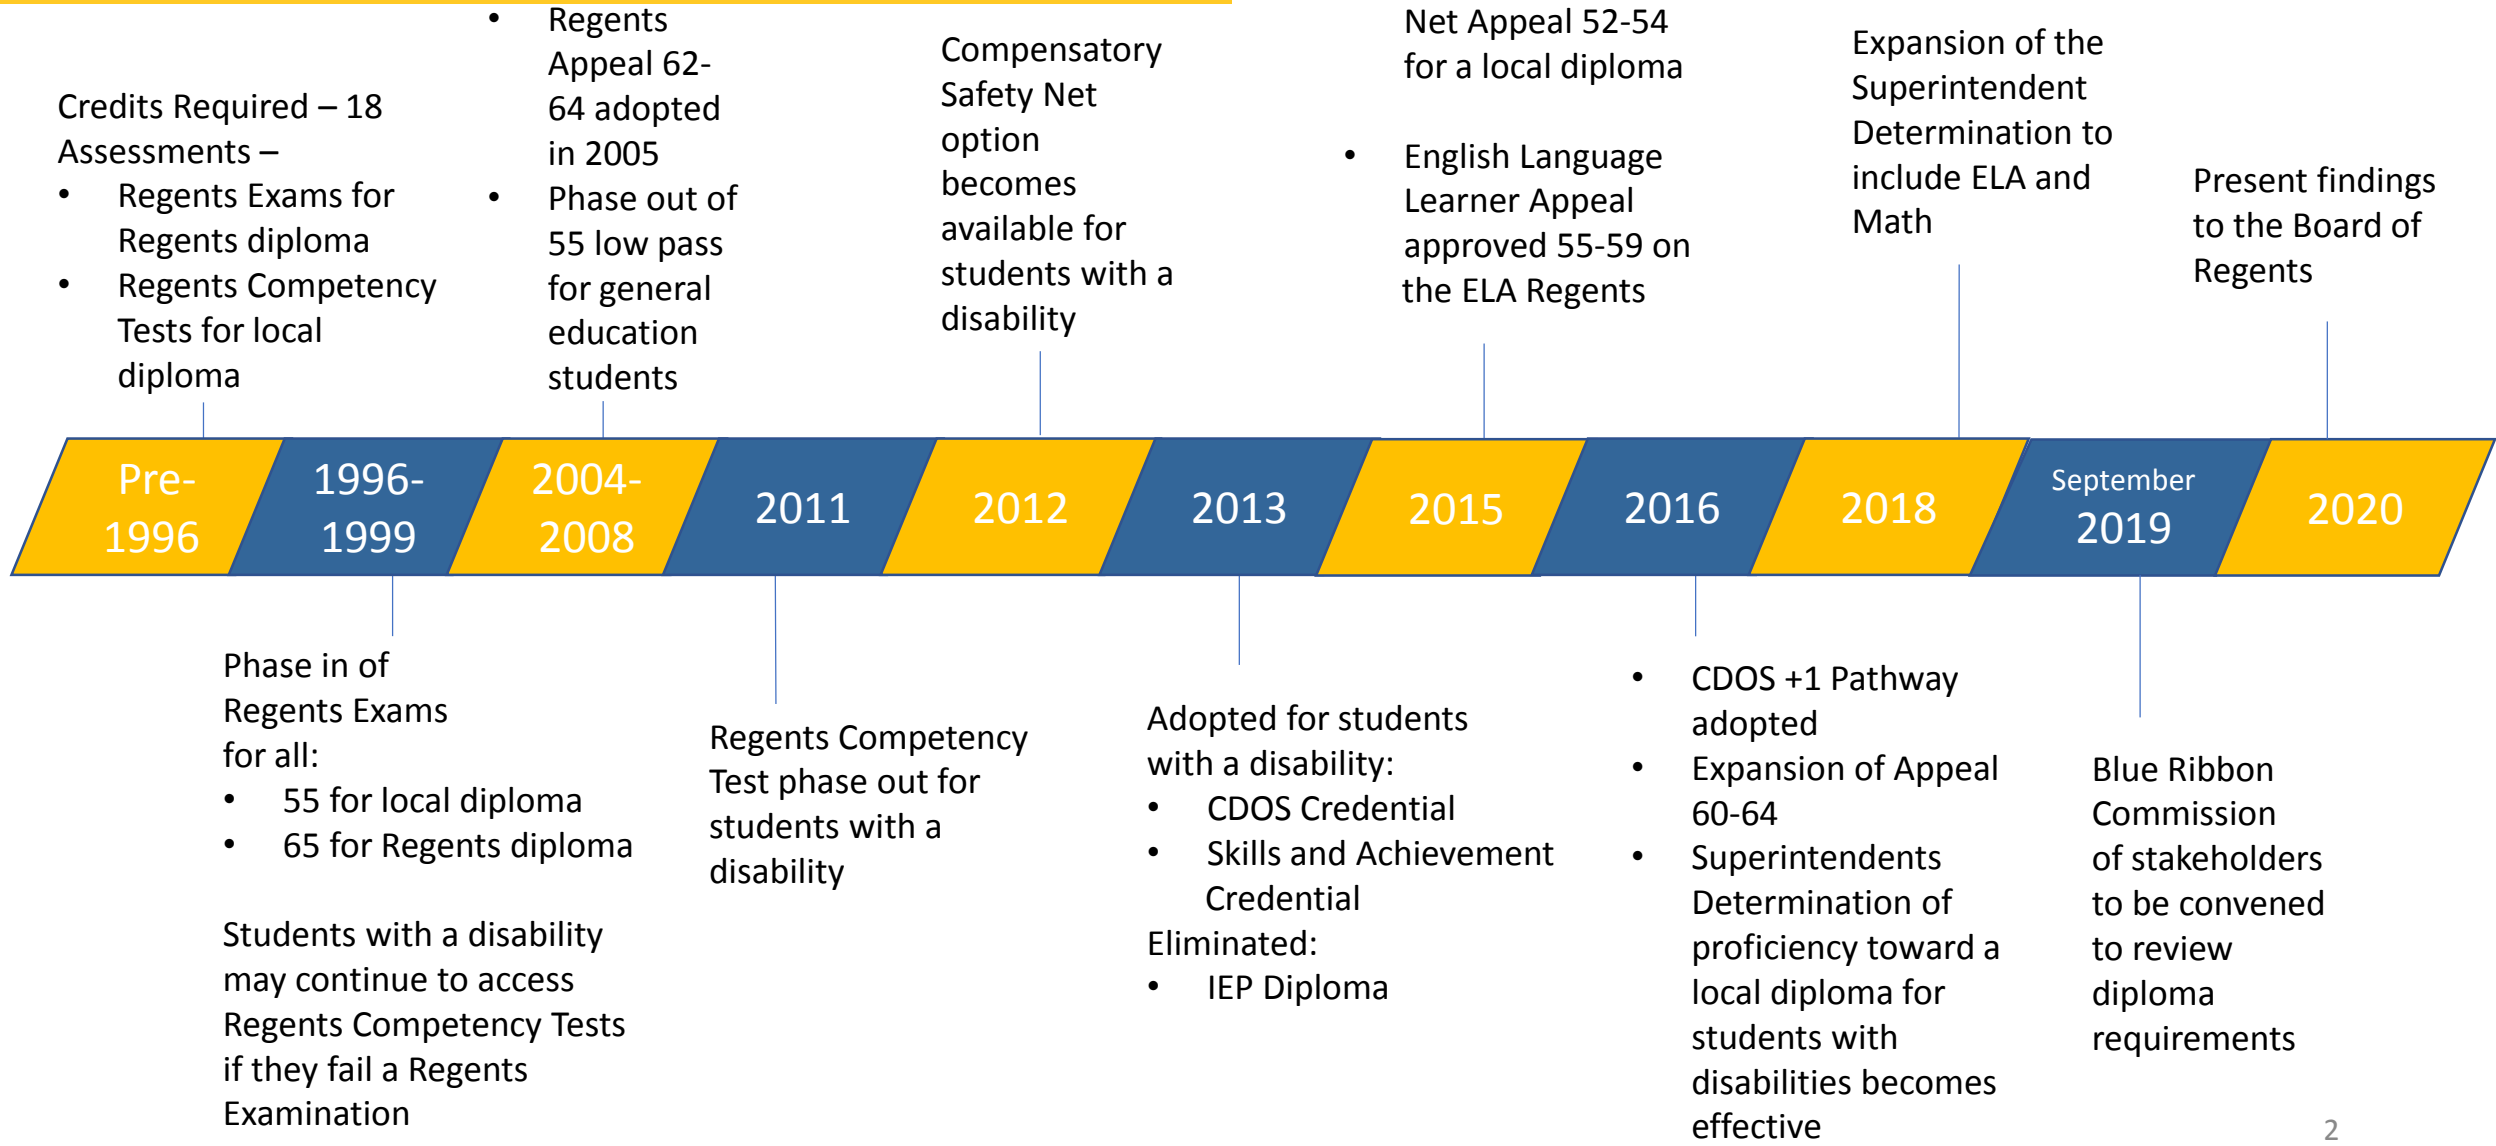 Credits Required – 18
Assessments –
• Regents Exams for
Regents diploma
• Regents Competency
Tests for local
diploma
• Regents
Appeal 62-
64 adopted
in 2005
• Phase out of
55 low pass
for general
education
students
Compensatory
Safety Net
option
becomes
available for
students with a
disability
Net Appeal 52-54
for a local diploma
• English Language
Learner Appeal
approved 55-59 on
the ELA Regents
Expansion of the
Superintendent
Determination to
include ELA and
Math
Present findings
to the Board of
Regents
Pre-
1996
1996-
1999
2004-
2008
2011
2012
2013
2015
2016
2018
September
2019
2020
Phase in of
Regents Exams
for all:
• 55 for local diploma
• 65 for Regents diploma
Students with a disability
may continue to access
Regents Competency Tests
if they fail a Regents
Examination
Regents Competency
Test phase out for
students with a
disability
Adopted for students
with a disability:
• CDOS Credential
• Skills and Achievement
Credential
Eliminated:
• IEP Diploma
• CDOS +1 Pathway
adopted
• Expansion of Appeal
60-64
• Superintendents
Determination of
proficiency toward a
local diploma for
students with
disabilities becomes
effective
Blue Ribbon
Commission
of stakeholders
to be convened
to review
diploma
requirements
2